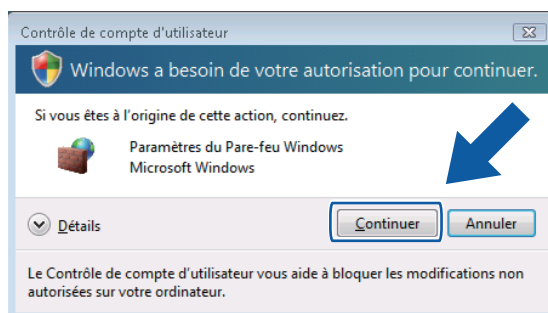 Contrôle de compte d'utilisateur
Windows a besoin de votre autorisation pour continuer.
Si vous êtes à l'origine de cette action, continuez.
Paramètres du Pare-feu Windows
Microsoft Windows
Détails
Continuer
Annuler
Le Contrôle de compte d'utilisateur vous aide à bloquer les modifications non
autorisées sur votre ordinateur.